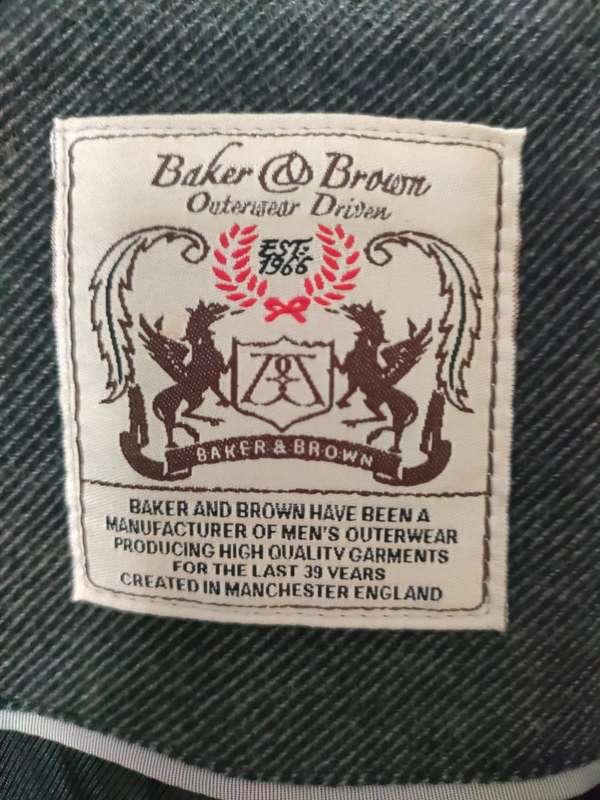 Baker & Brown
Outerwear Driven
EST.
1966
BAKER & BROWN
BAKER AND BROWN HAVE BEEN A
MANUFACTURER OF MEN'S OUTERWEAR
PRODUCING HIGH QUALITY GARMENTS
FOR THE LAST 39 YEARS
CREATED IN MANCHESTER ENGLAND